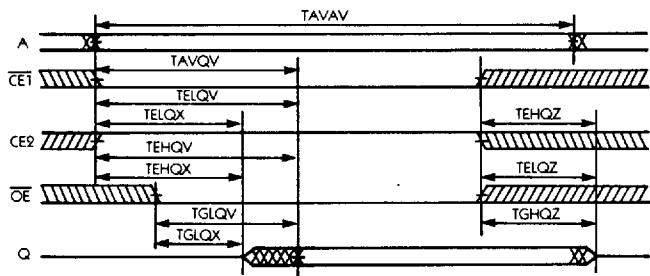 TAVAV
A
TAVQV
CE1
TELQV
TELQX TEHQZ
CE2
TEHQV
TEHQX TELQZ
OE
TGLQV TGHQZ
TGLQX
Q